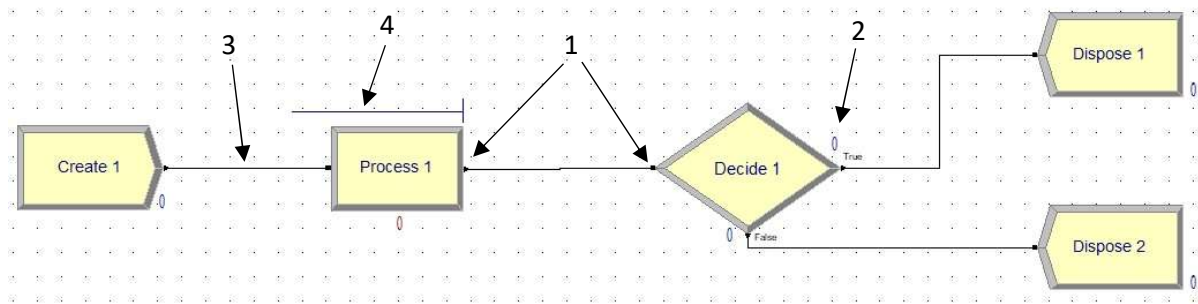 4
2
3
1
Dispose 1
0
0
True
Create 1
Process 1
Decide 1
0
0
0
False
Dispose 2
0